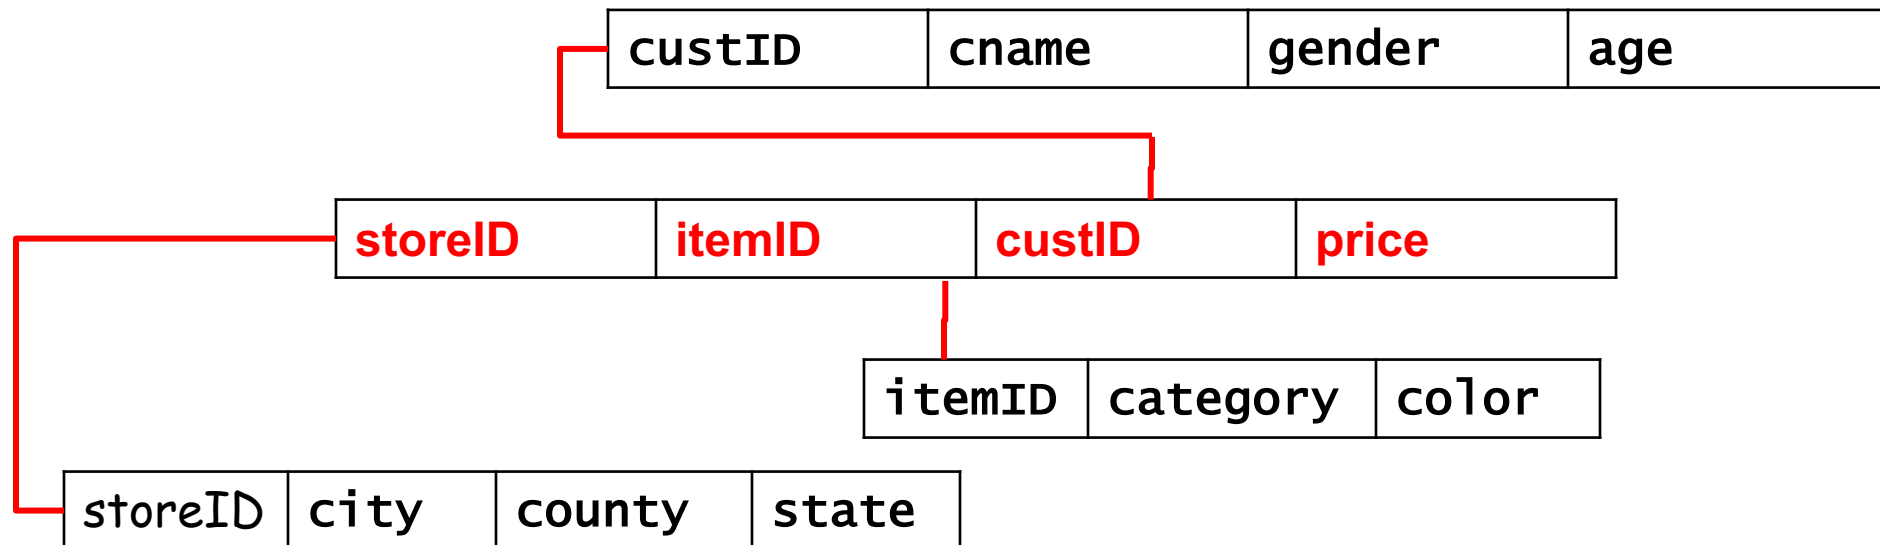 custID cname gender age
storeID itemID custID price
itemID category color
storeID city county state